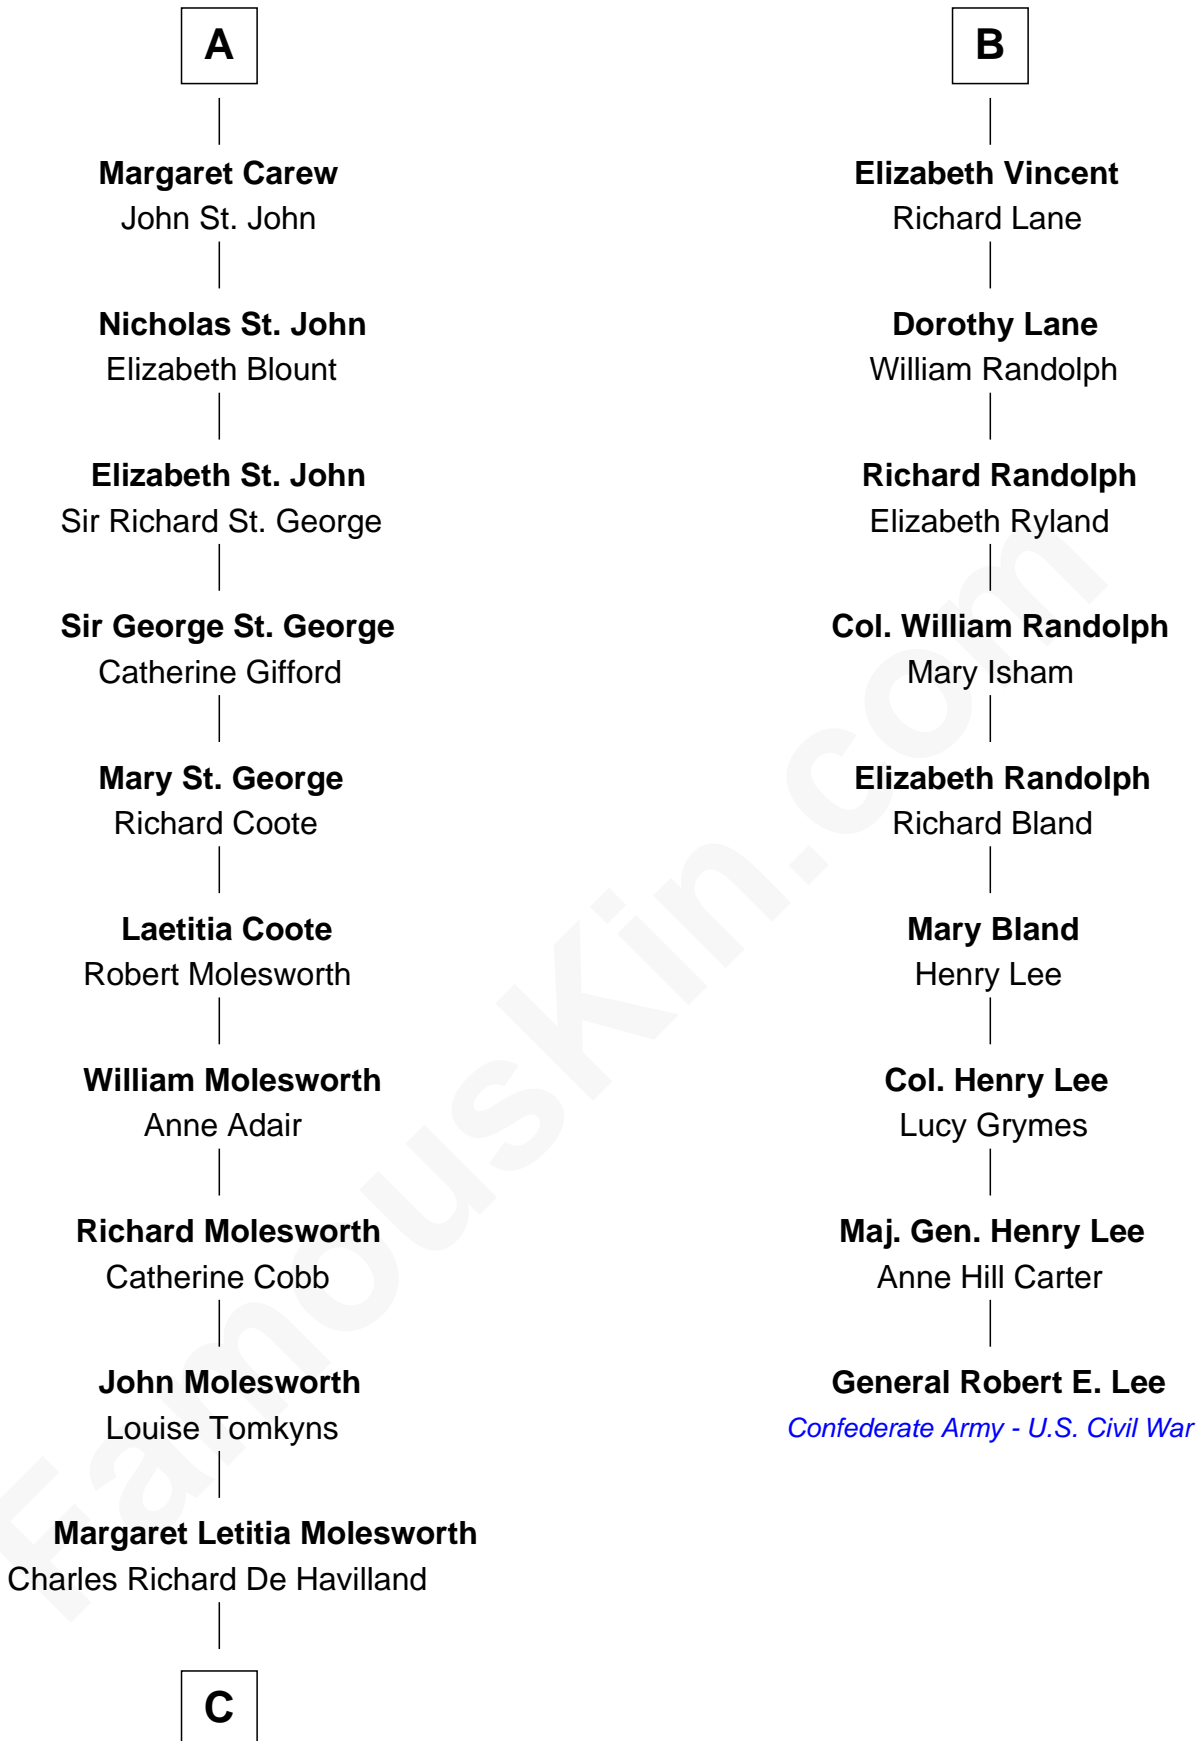 A
Margaret Carew
John St. John
Nicholas St. John
Elizabeth Blount
Elizabeth St. John
Sir Richard St. George
Sir George St. George
Catherine Gifford
Mary St. George
Richard Coote
Laetitia Coote
Robert Molesworth
William Molesworth
Anne Adair
Richard Molesworth
Catherine Cobb
John Molesworth
Louise Tomkyns
Margaret Letitia Molesworth
Charles Richard De Havilland
C
B
Elizabeth Vincent
Richard Lane
Dorothy Lane
William Randolph
Richard Randolph
Elizabeth Ryland
Col. William Randolph
Mary Isham
Elizabeth Randolph
Richard Bland
Mary Bland
Henry Lee
Col. Henry Lee
Lucy Grymes
Maj. Gen. Henry Lee
Anne Hill Carter
General Robert E. Lee
Confederate Army - U.S. Civil War
FamousKin.com